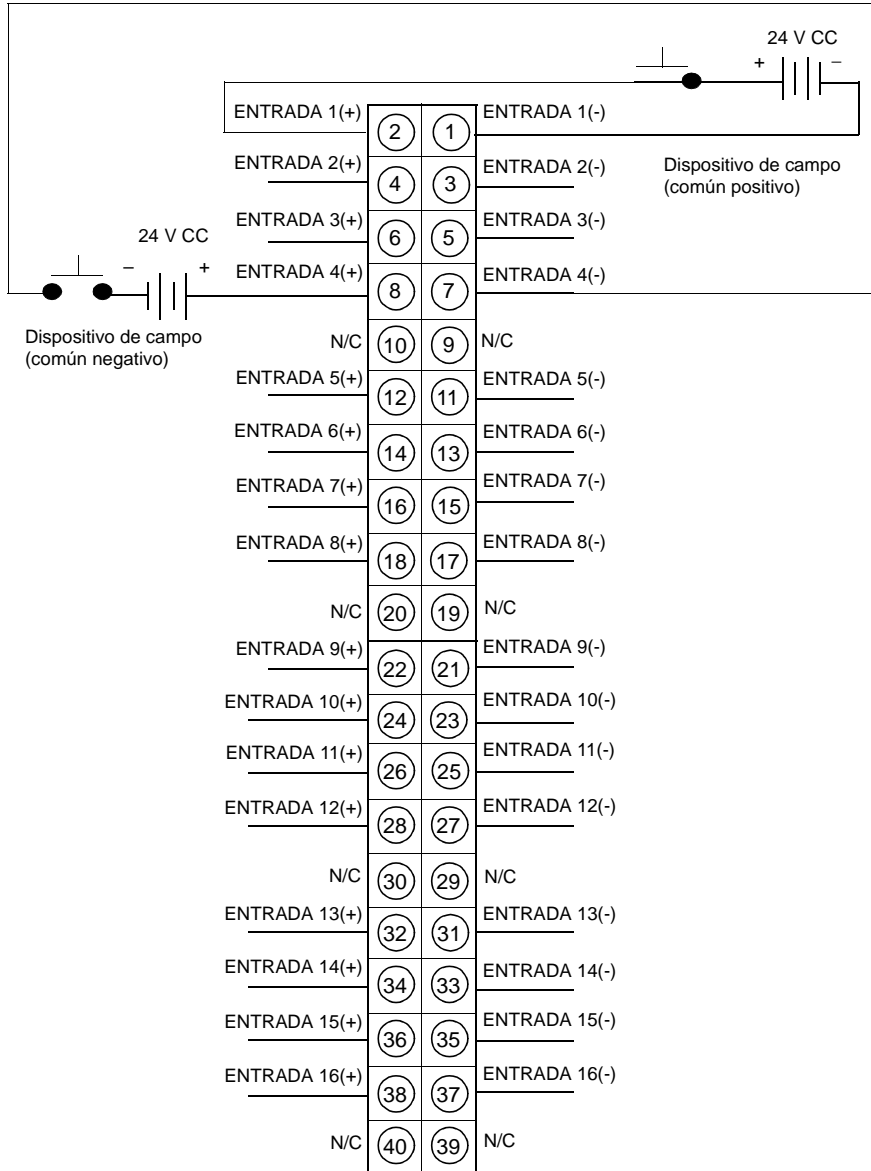 24 V CC
+ –
ENTRADA 1(+) 2 1 ENTRADA 1(-)
Dispositivo de campo
(común positivo)
ENTRADA 2(+) 4 3 ENTRADA 2(-)
ENTRADA 3(+) 6 5 ENTRADA 3(-)
24 V CC
– +
ENTRADA 4(+) 8 7 ENTRADA 4(-)
Dispositivo de campo
(común negativo)
N/C 10 9 N/C
ENTRADA 5(+) 12 11 ENTRADA 5(-)
ENTRADA 6(+) 14 13 ENTRADA 6(-)
ENTRADA 7(+) 16 15 ENTRADA 7(-)
ENTRADA 8(+) 18 17 ENTRADA 8(-)
N/C 20 19 N/C
ENTRADA 9(+) 22 21 ENTRADA 9(-)
ENTRADA 10(+) 24 23 ENTRADA 10(-)
ENTRADA 11(+) 26 25 ENTRADA 11(-)
ENTRADA 12(+) 28 27 ENTRADA 12(-)
N/C 30 29 N/C
ENTRADA 13(+) 32 31 ENTRADA 13(-)
ENTRADA 14(+) 34 33 ENTRADA 14(-)
ENTRADA 15(+) 36 35 ENTRADA 15(-)
ENTRADA 16(+) 38 37 ENTRADA 16(-)
N/C 40 39 N/C